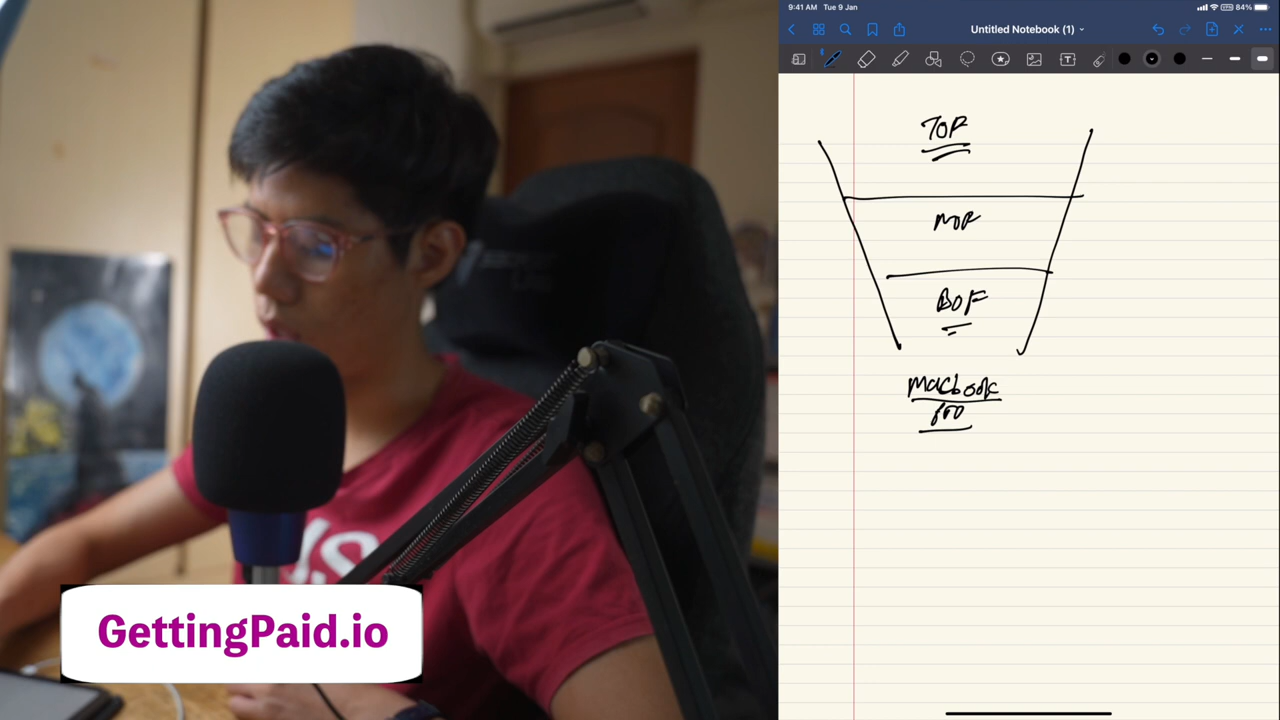 9:41 AM Tue 9 Jan
84%
Untitled Notebook (1)
TOF
MOF
BOF
macbook
pro
GettingPaid.io